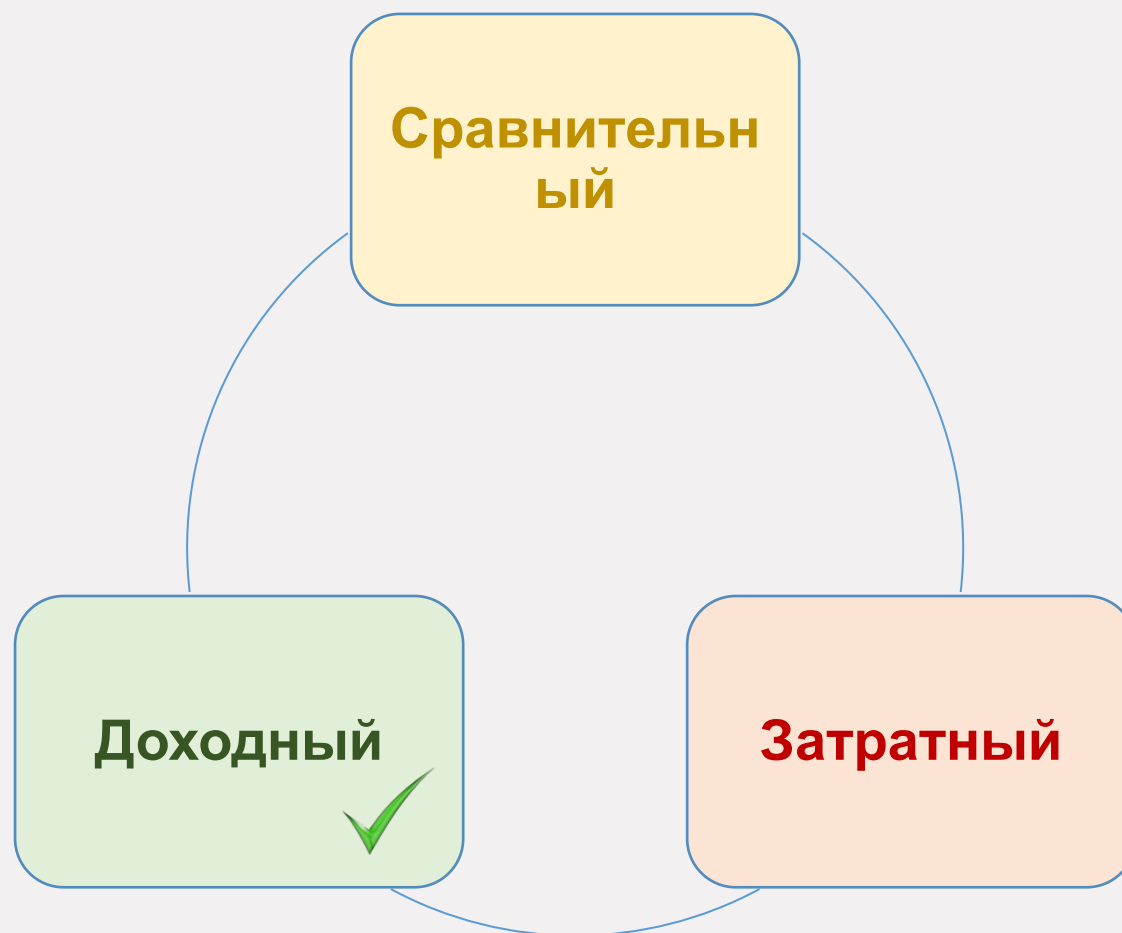 Сравнительн
ый
Доходный
Затратный